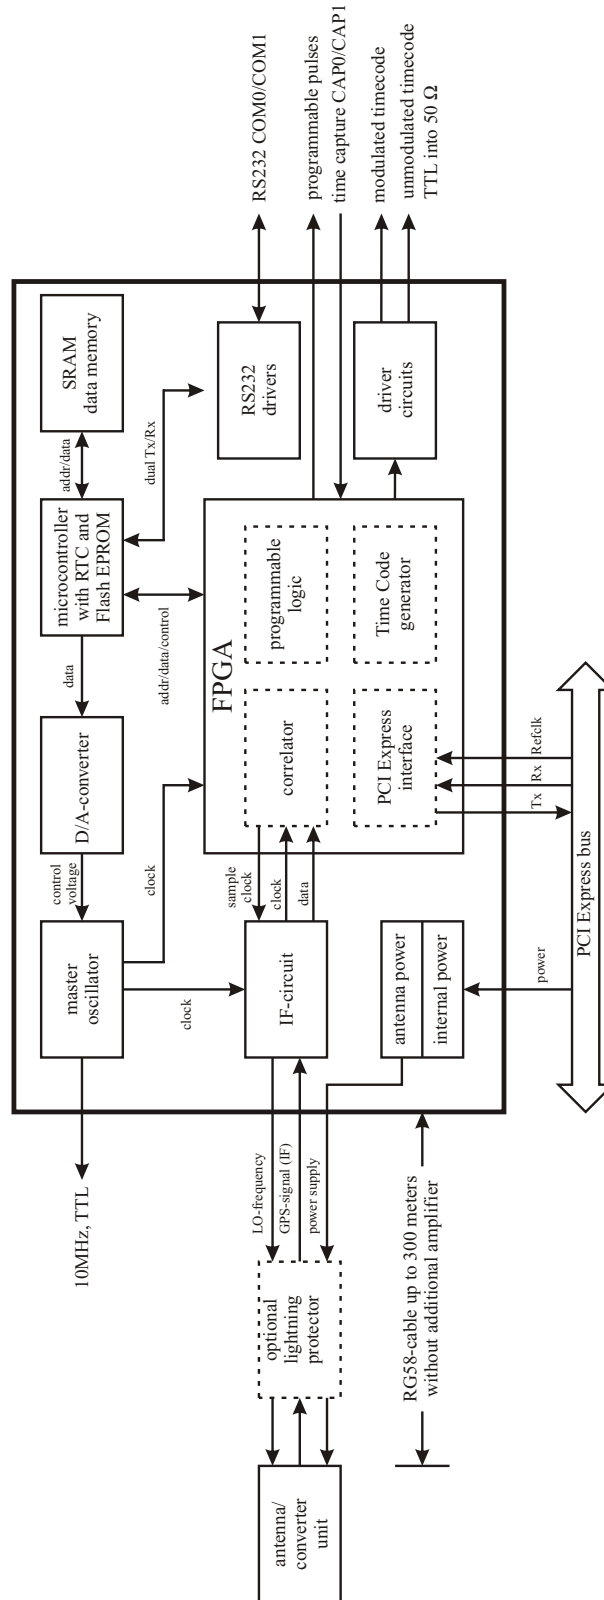 10MHz, TTL
master
oscillator
control
voltage
D/A-converter
data
microcontroller
with RTC and
Flash EPROM
addr/data
SRAM
data memory
clock
clock
addr/data/control
dual Tx/Rx
RS232
drivers
RS232 COM0/COM1
antenna/
converter
unit
optional
lightning
protector
LO-frequency
GPS-signal (IF)
power supply
IF-circuit
sample
clock
clock
data
FPGA
correlator
programmable
logic
PCI Express
interface
Time Code
generator
programmable pulses
time capture CAP0/CAP1
driver
circuits
modulated timecode
unmodulated timecode
TTL into 50 Ω
RG58-cable up to 300 meters
without additional amplifier
antenna power
internal power
power
Tx
Rx
Refclk
PCI Express bus